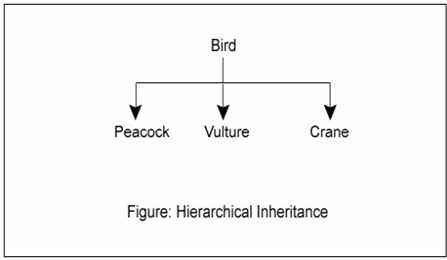 Bird
Peacock Vulture Crane
Figure: Hierarchical Inheritance